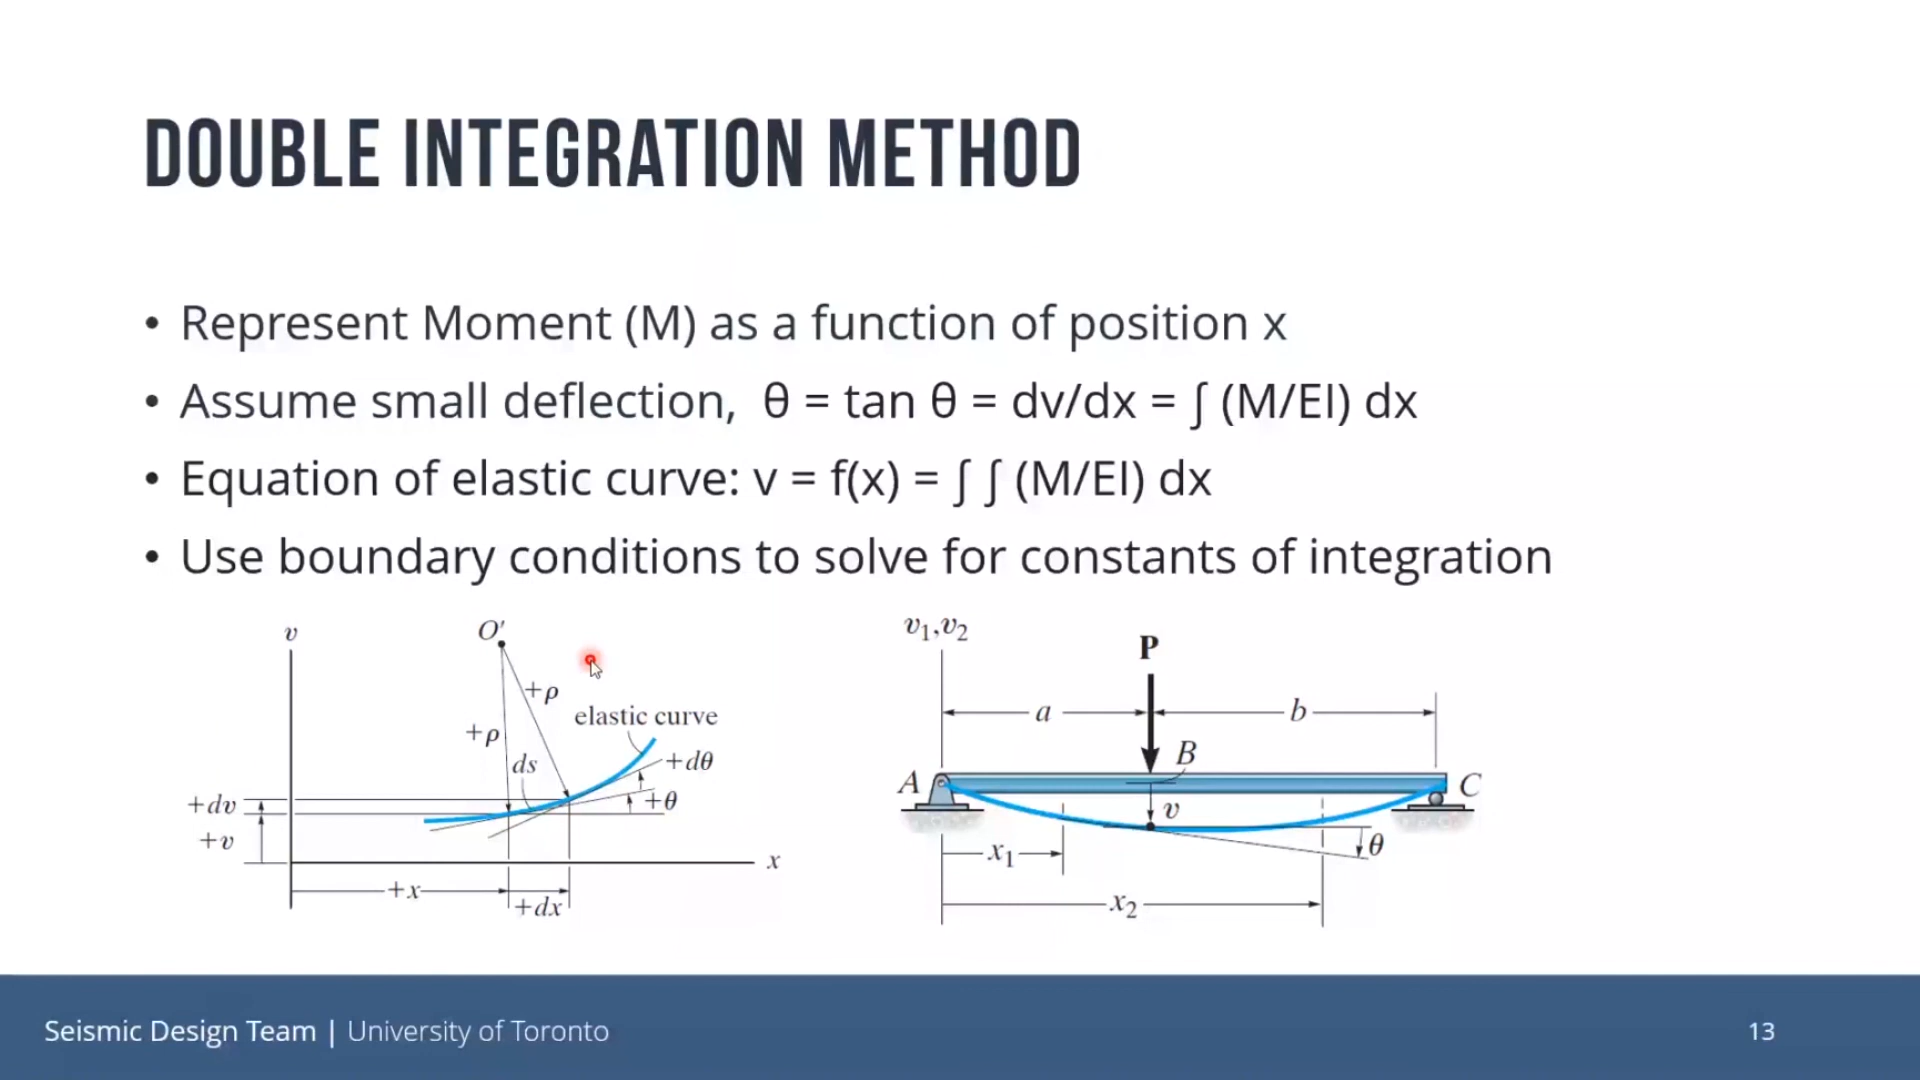 DOUBLE INTEGRATION METHOD
• Represent Moment (M) as a function of position x
• Assume small deflection, θ = tan θ = dv/dx = ∫ (M/EI) dx
• Equation of elastic curve: v = f(x) = ∫ ∫ (M/EI) dx
• Use boundary conditions to solve for constants of integration
v
O'
+ρ
elastic curve
+ρ
ds
+dθ
+dv
+θ
+v
x
+x
+dx
v₁,v₂
P
a
b
B
A
C
v
x₁
θ
x₂
Seismic Design Team | University of Toronto
13